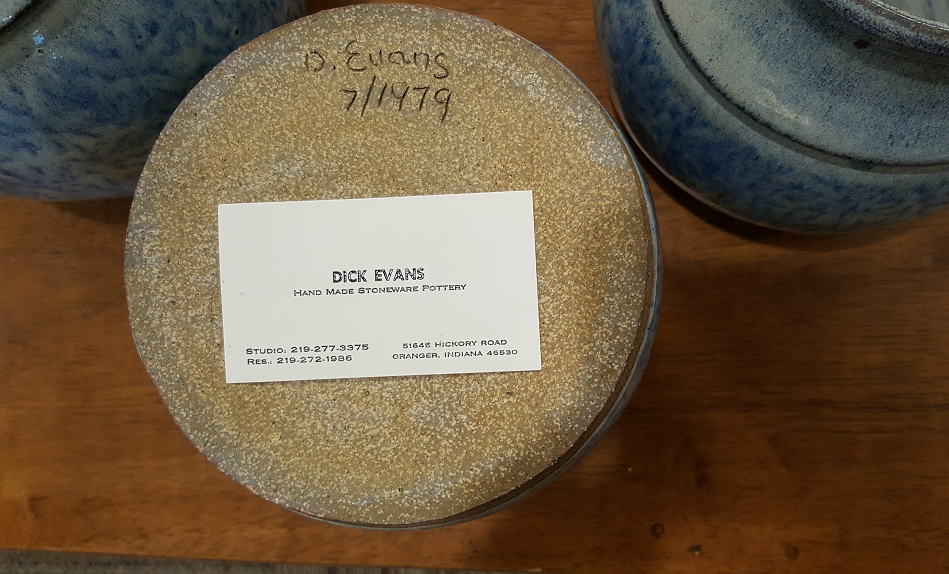 D. Evans
7/1979
DICK EVANS
HAND MADE STONEWARE POTTERY
STUDIO: 219-277-3375
RES.: 219-272-1986
51645 HICKORY ROAD
GRANGER, INDIANA 46530